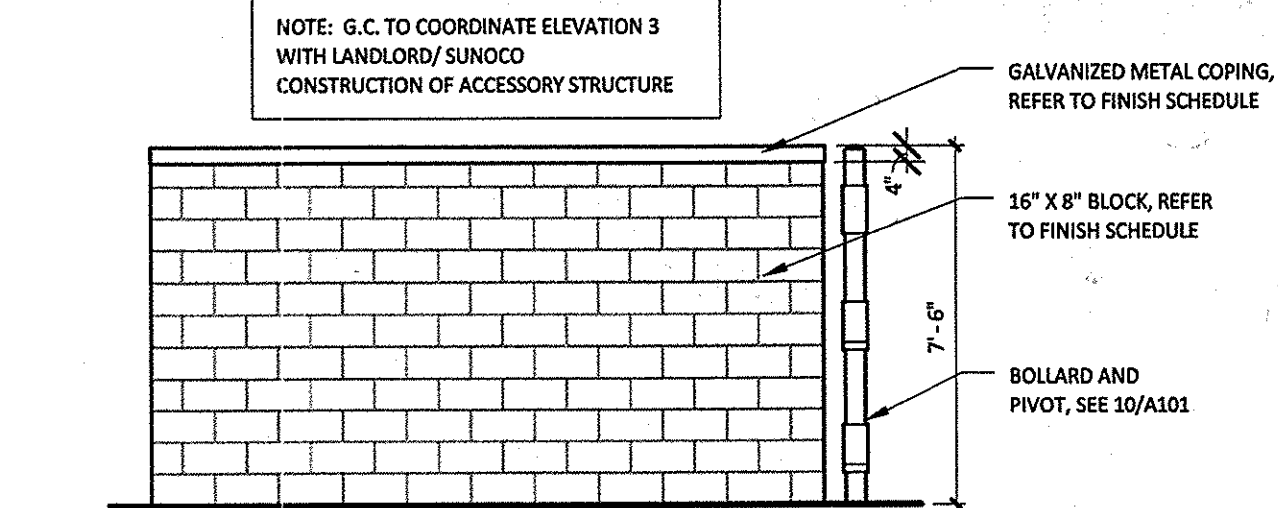 NOTE: G.C. TO COORDINATE ELEVATION 3
WITH LANDLORD/ SUNOCO
CONSTRUCTION OF ACCESSORY STRUCTURE
GALVANIZED METAL COPING,
REFER TO FINISH SCHEDULE
4"
16" X 8" BLOCK, REFER
TO FINISH SCHEDULE
7'-6"
BOLLARD AND
PIVOT, SEE 10/A101